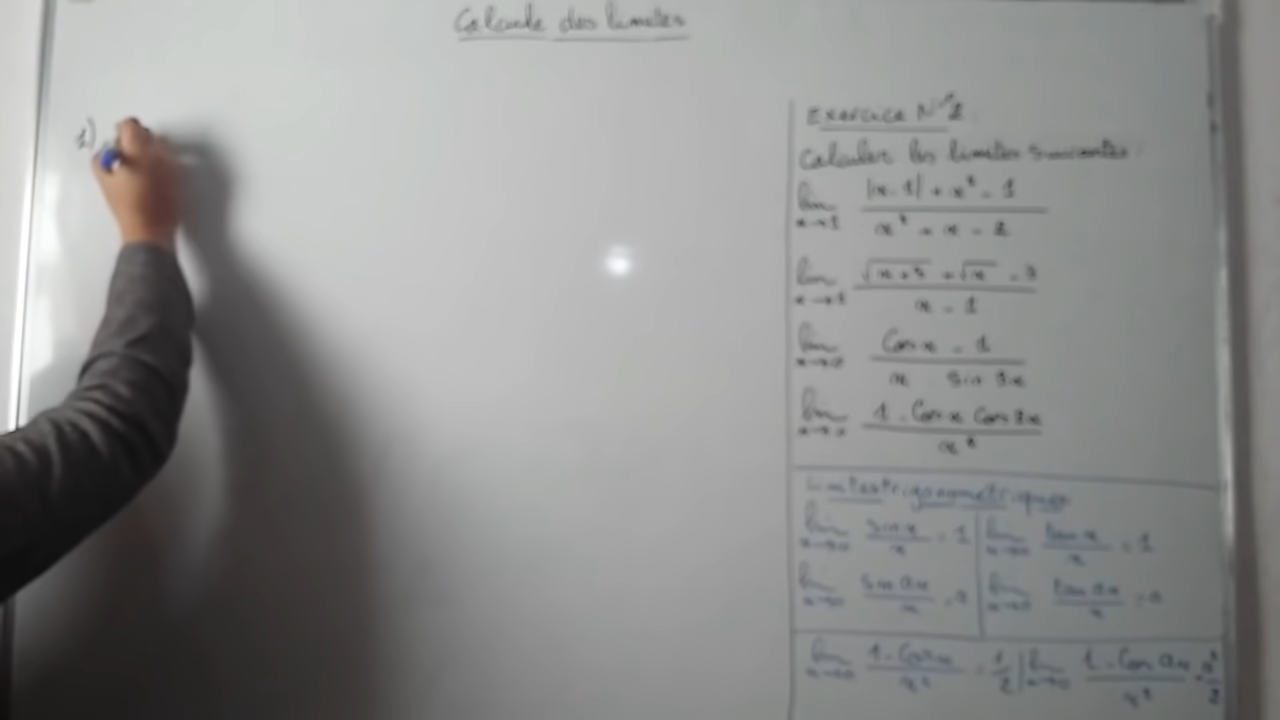 Calcule des limites
1)
Exercice N°
Calculer les limites suivantes :
lim |x-1| + x² - 1
x→1 x² + x - 2
lim √x+3 + √x - 3
x→1 x - 1
lim Cos x - 1
x→0 x sin
lim 1 - Cos x Cos 2x
x→0 x²
Limites trigonométriques
lim sin x / x = 1 lim tan x / x = 1
x→0 x→0
lim sin ax / x = a lim tan ax / x = a
x→0 x→0
lim 1 - Cos x / x² = 1/2 lim 1 - Cos ax / x² = a²/2
x→0 x→0